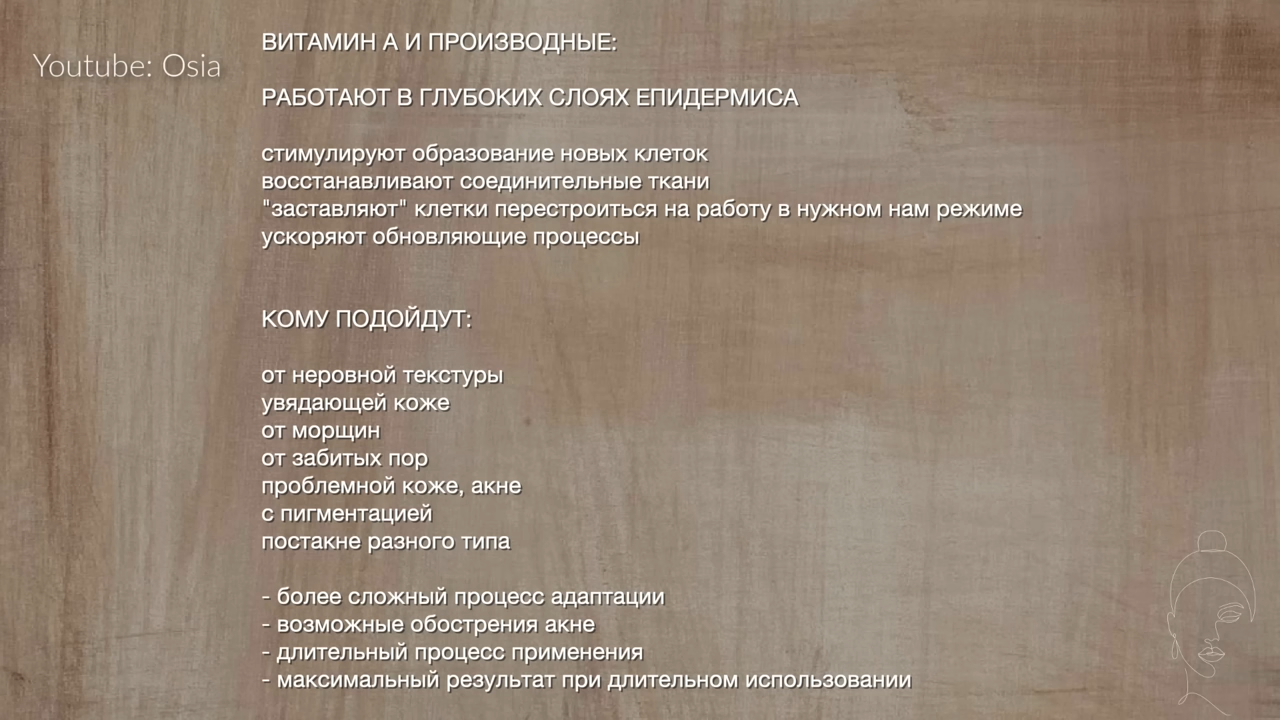 Youtube: Osia
ВИТАМИН А И ПРОИЗВОДНЫЕ:
РАБОТАЮТ В ГЛУБОКИХ СЛОЯХ ЕПИДЕРМИСА
стимулируют образование новых клеток
восстанавливают соединительные ткани
"заставляют" клетки перестроиться на работу в нужном нам режиме
ускоряют обновляющие процессы
КОМУ ПОДОЙДУТ:
от неровной текстуры
увядающей коже
от морщин
от забитых пор
проблемной коже, акне
с пигментацией
постакне разного типа
- более сложный процесс адаптации
- возможные обострения акне
- длительный процесс применения
- максимальный результат при длительном использовании